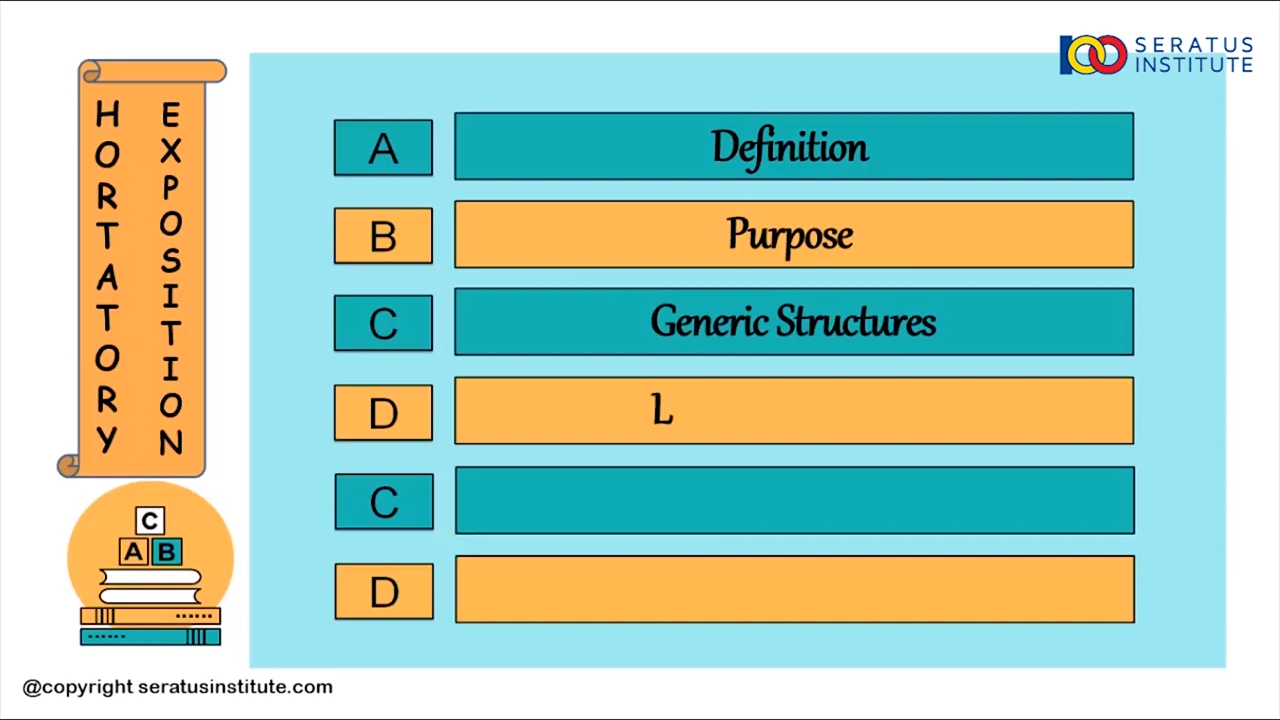 SERATUS
INSTITUTE
HORTATORY
EXPOSITION
A Definition
B Purpose
C Generic Structures
D L
C
D
C
A B
@copyright seratusinstitute.com